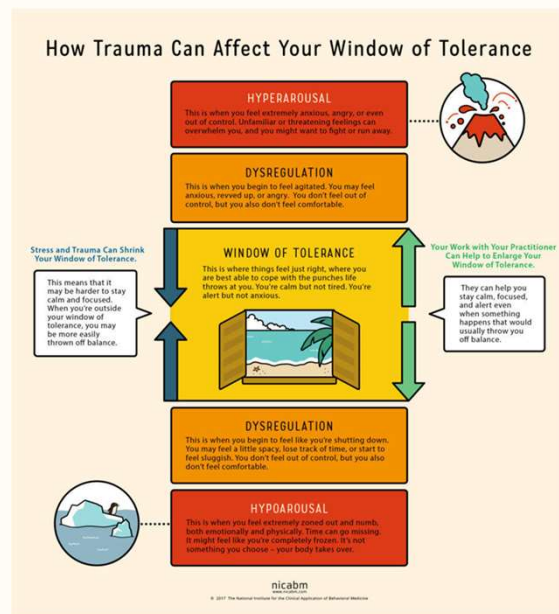 How Trauma Can Affect Your Window of Tolerance
HYPERAROUSAL
This is when you feel extremely anxious, angry, or even
out of control. Unfamiliar or threatening feelings can
overwhelm you, and you might want to fight or run away.
DYSREGULATION
This is when you begin to feel agitated. You may feel
anxious, revved up, or angry. You don't feel out of
control, but you also don't feel comfortable.
Stress and Trauma Can Shrink
Your Window of Tolerance.
This means that it
may be harder to stay
calm and focused.
When you're outside
your window of
tolerance, you may
be more easily
thrown off balance.
WINDOW OF TOLERANCE
This is where things feel just right, where you
are best able to cope with the punches life
throws at you. You're calm but not tired. You're
alert but not anxious.
Your Work with Your Practitioner
Can Help to Enlarge Your
Window of Tolerance.
They can help you
stay calm, focused,
and alert even
when something
happens that would
usually throw you
off balance.
DYSREGULATION
This is when you begin to feel like you're shutting down.
You may feel a little spacy, lose track of time, or start to
feel sluggish. You don't feel out of control, but you also
don't feel comfortable.
HYPOAROUSAL
This is when you feel extremely zoned out and numb,
both emotionally and physically. Time can go missing.
It might feel like you're completely frozen. It's not
something you choose – your body takes over.
nicabm
www.nicabm.com
© 2017 The National Institute for the Clinical Application of Behavioral Medicine